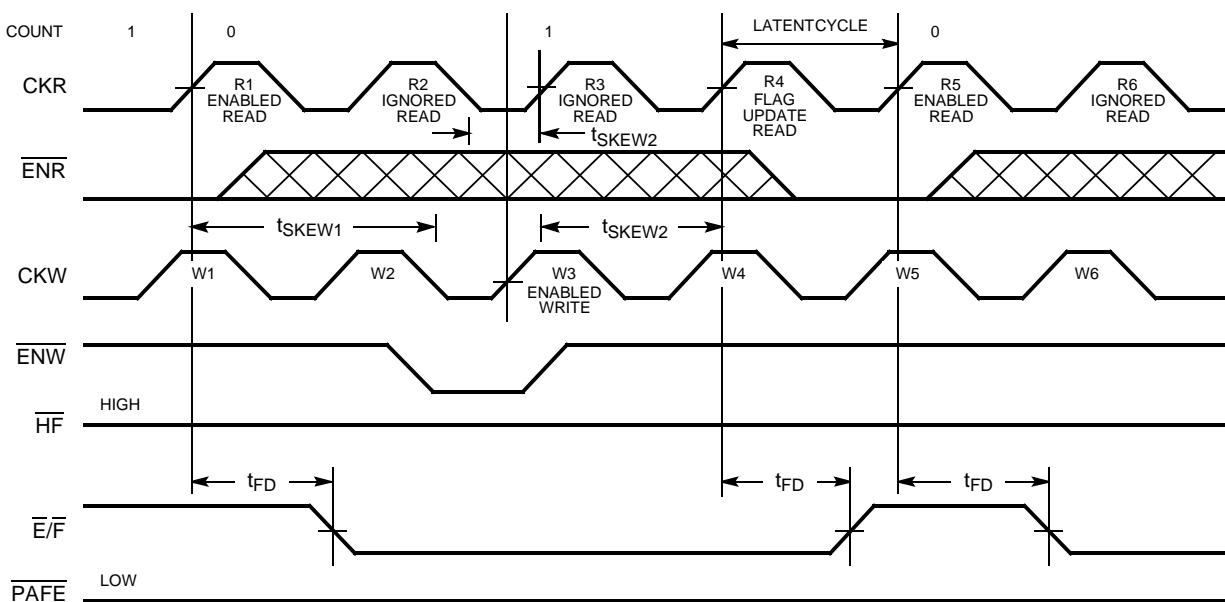 COUNT 1 0 1 LATENTCYCLE 0
CKR
R1 ENABLED READ
R2 IGNORED READ
R3 IGNORED READ
R4 FLAG UPDATE READ
R5 ENABLED READ
R6 IGNORED READ
tSKEW2
ENR
tSKEW1 tSKEW2
CKW W1 W2 W3 W4 W5 W6
ENABLED
WRITE
ENW
HIGH
HF
tFD tFD tFD
E/F
LOW
PAFE